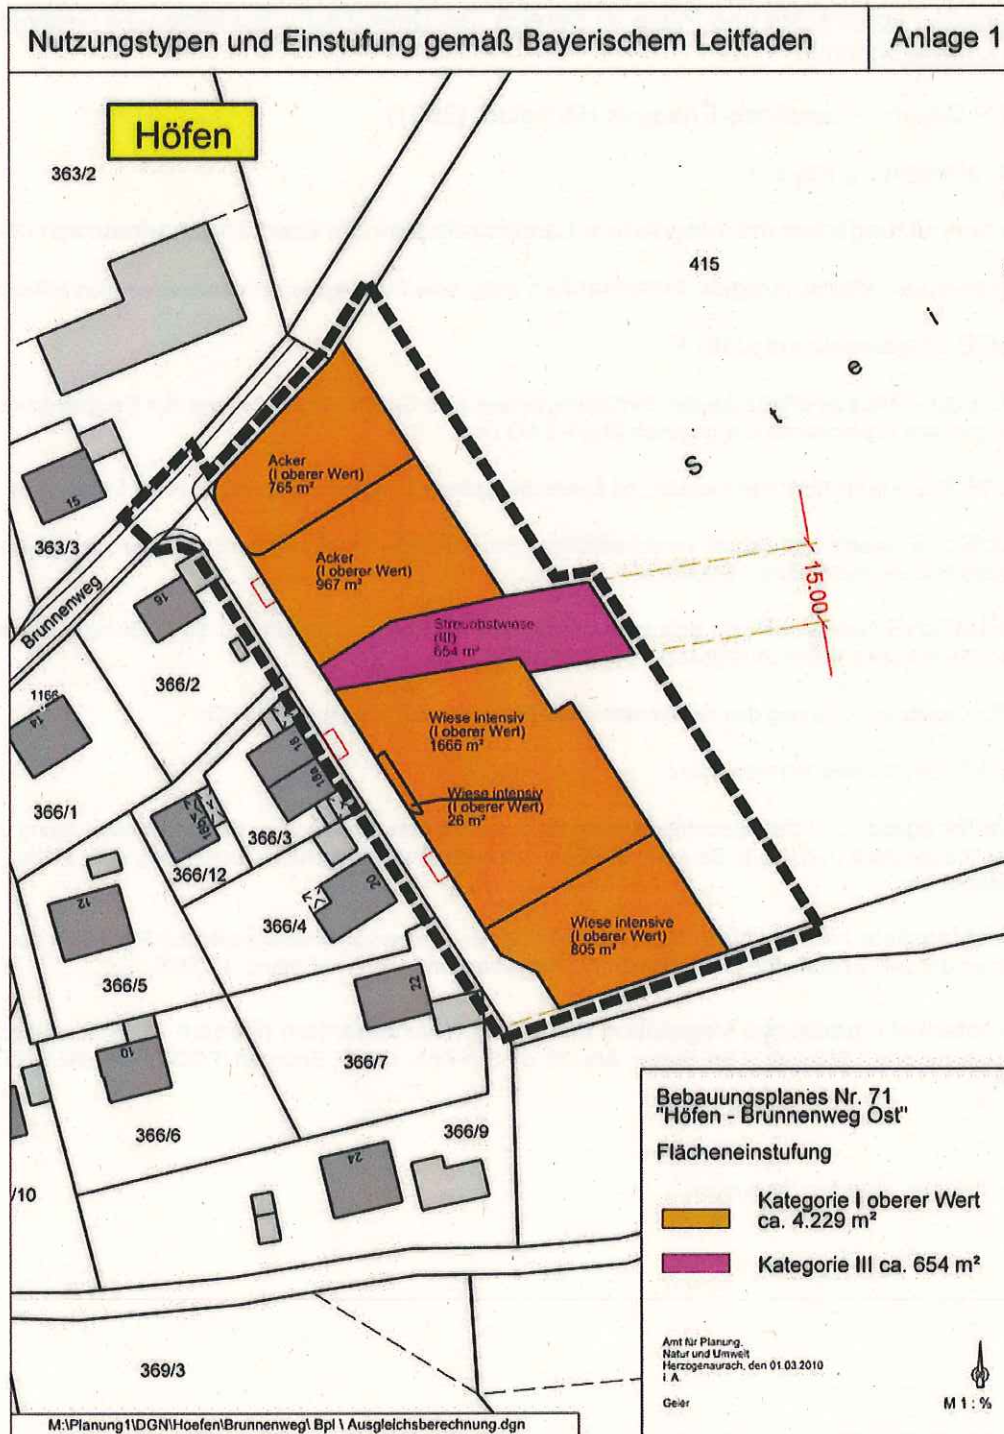 Nutzungstypen und Einstufung gemäß Bayerischem Leitfaden
Anlage 1
Höfen
363/2
415
S t e i
Acker
(I oberer Wert)
765 m²
15
363/3
Acker
(I oberer Wert)
967 m²
15.00
Brunnenweg
16
Streuobstwiese
(III)
654 m²
366/2
1166
14
Wiese intensiv
(I oberer Wert)
1666 m²
18
18a
Wiese intensiv
(I oberer Wert)
26 m²
366/1
366/3
366/12
20
12
366/4
Wiese intensive
(I oberer Wert)
805 m²
366/5
22
10
366/7
366/6
366/9
24
/10
Bebauungsplanes Nr. 71
"Höfen - Brunnenweg Ost"
Flächeneinstufung
Kategorie I oberer Wert
ca. 4.229 m²
Kategorie III ca. 654 m²
369/3
Amt für Planung,
Natur und Umwelt
Herzogenaurach, den 01.03.2010
i. A.
Geier
M 1 : %
M:\Planung1\DGN\Hoefen\Brunnenweg\ Bpl \ Ausgleichsberechnung.dgn